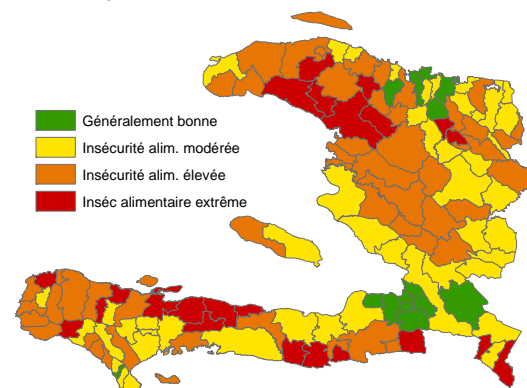 Généralement bonne
Insécurité alim. modérée
Insécurité alim. élevée
Inséc alimentaire extrême